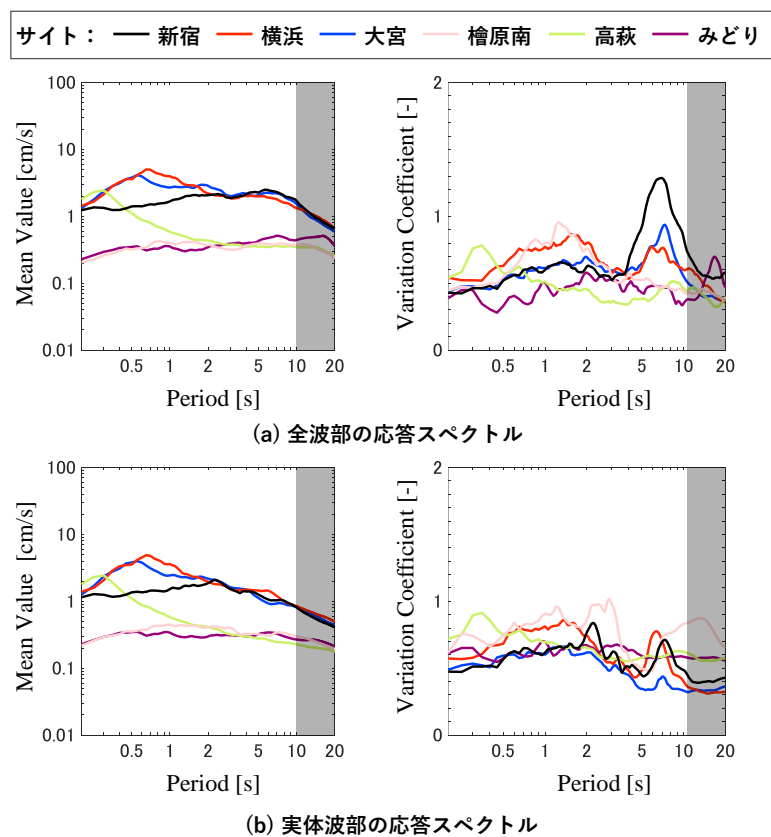 サイト： 新宿 横浜 大宮 檜原南 高萩 みどり
Mean Value [cm/s]
100
10
1
0.1
0.01
0.5 1 2 5 10 20
Period [s]
Variation Coefficient [-]
2
1
0
0.5 1 2 5 10 20
Period [s]
(a) 全波部の応答スペクトル
Mean Value [cm/s]
100
10
1
0.1
0.01
0.5 1 2 5 10 20
Period [s]
Variation Coefficient [-]
2
1
0
0.5 1 2 5 10 20
Period [s]
(b) 実体波部の応答スペクトル